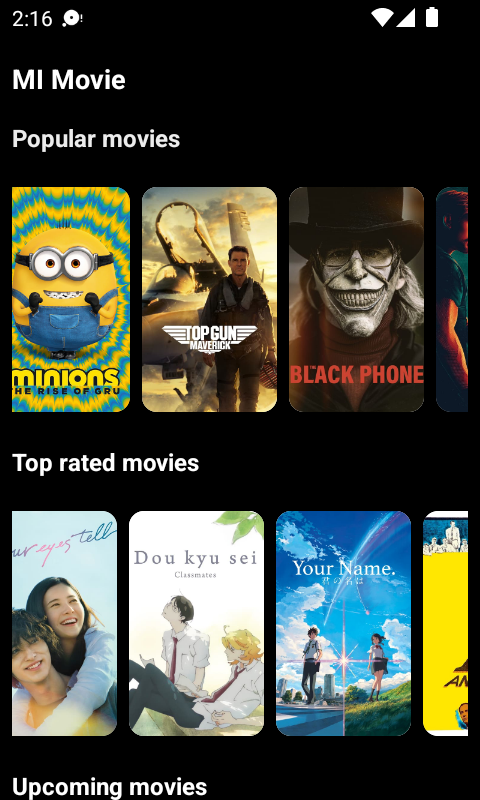 2:16
MI Movie
Popular movies
MINIONS
THE RISE OF GRU
TOP GUN
MAVERICK
THE
BLACK PHONE
Top rated movies
ur eyes tell
Dou kyu sei
Classmates
Your Name.
君の名は
AN
Upcoming movies